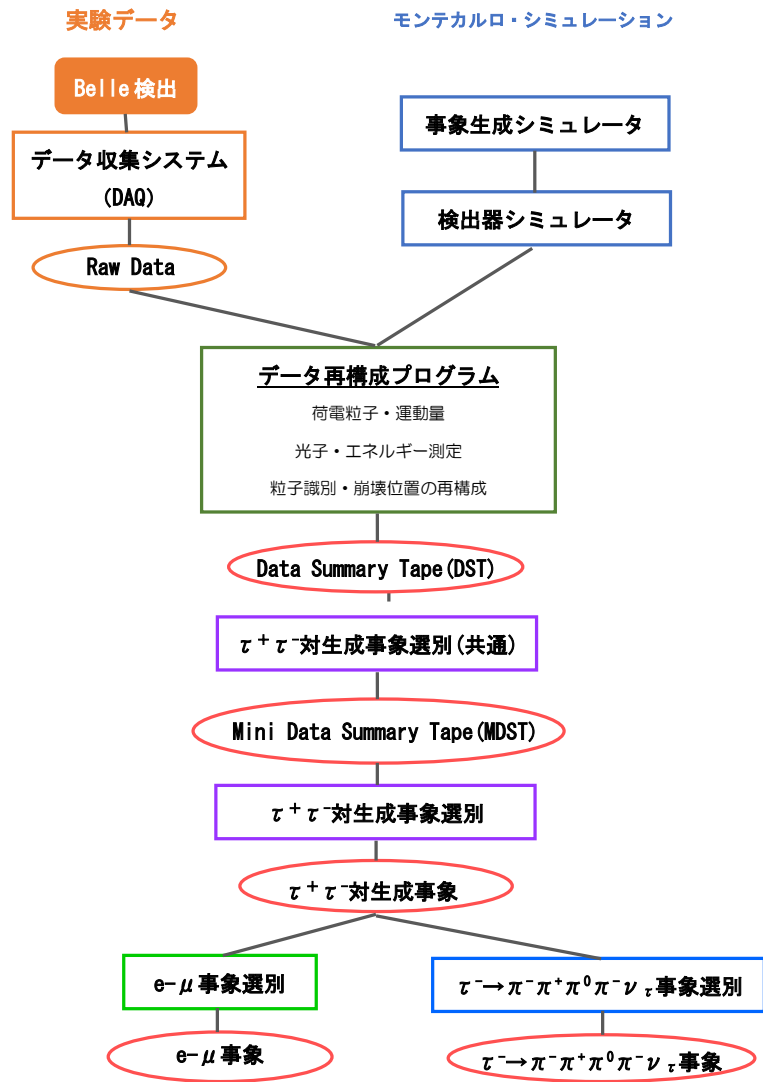 実験データ
モンテカルロ・シミュレーション
Belle検出
事象生成シミュレータ
データ収集システム
(DAQ)
検出器シミュレータ
Raw Data
データ再構成プログラム
荷電粒子・運動量
光子・エネルギー測定
粒子識別・崩壊位置の再構成
Data Summary Tape(DST)
τ⁺τ⁻対生成事象選別(共通)
Mini Data Summary Tape(MDST)
τ⁺τ⁻対生成事象選別
τ⁺τ⁻対生成事象
e-μ事象選別
τ⁻→π⁻π⁺π⁰π⁻ν_τ事象選別
e-μ事象
τ⁻→π⁻π⁺π⁰π⁻ν_τ事象